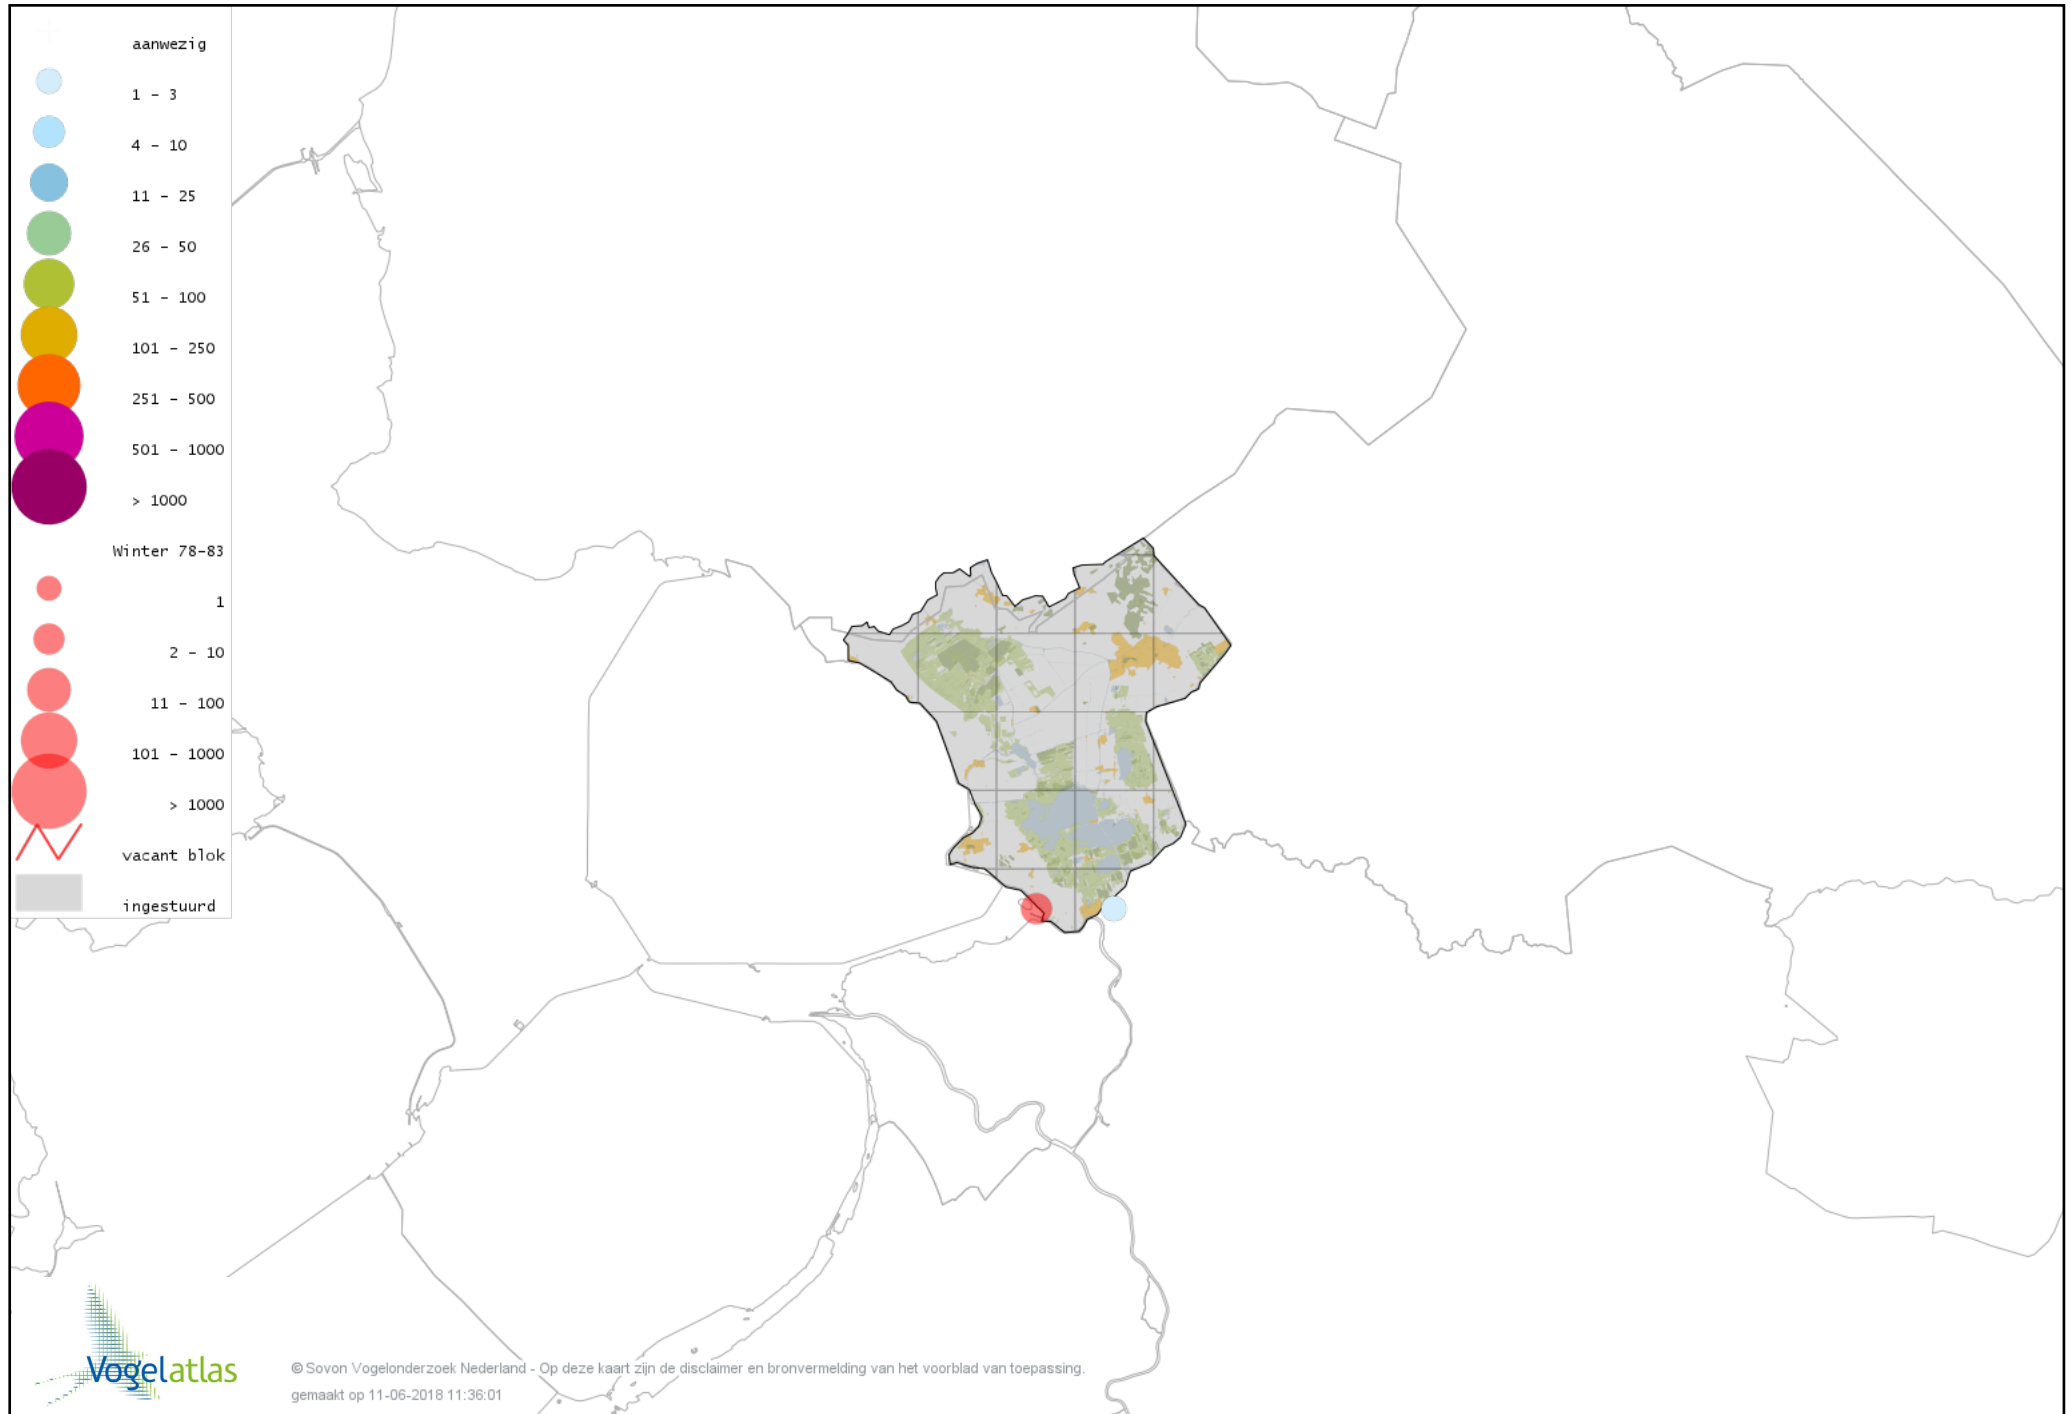 aanwezig
1 - 3
4 - 10
11 - 25
26 - 50
51 - 100
101 - 250
251 - 500
501 - 1000
> 1000
Winter 78-83
1
2 - 10
11 - 100
101 - 1000
> 1000
vacant blok
ingestuurd
Vogelatlas
© Sovon Vogelonderzoek Nederland - Op deze kaart zijn de disclaimer en bronvermelding van het voorblad van toepassing.
gemaakt op 11-06-2018 11:36:01